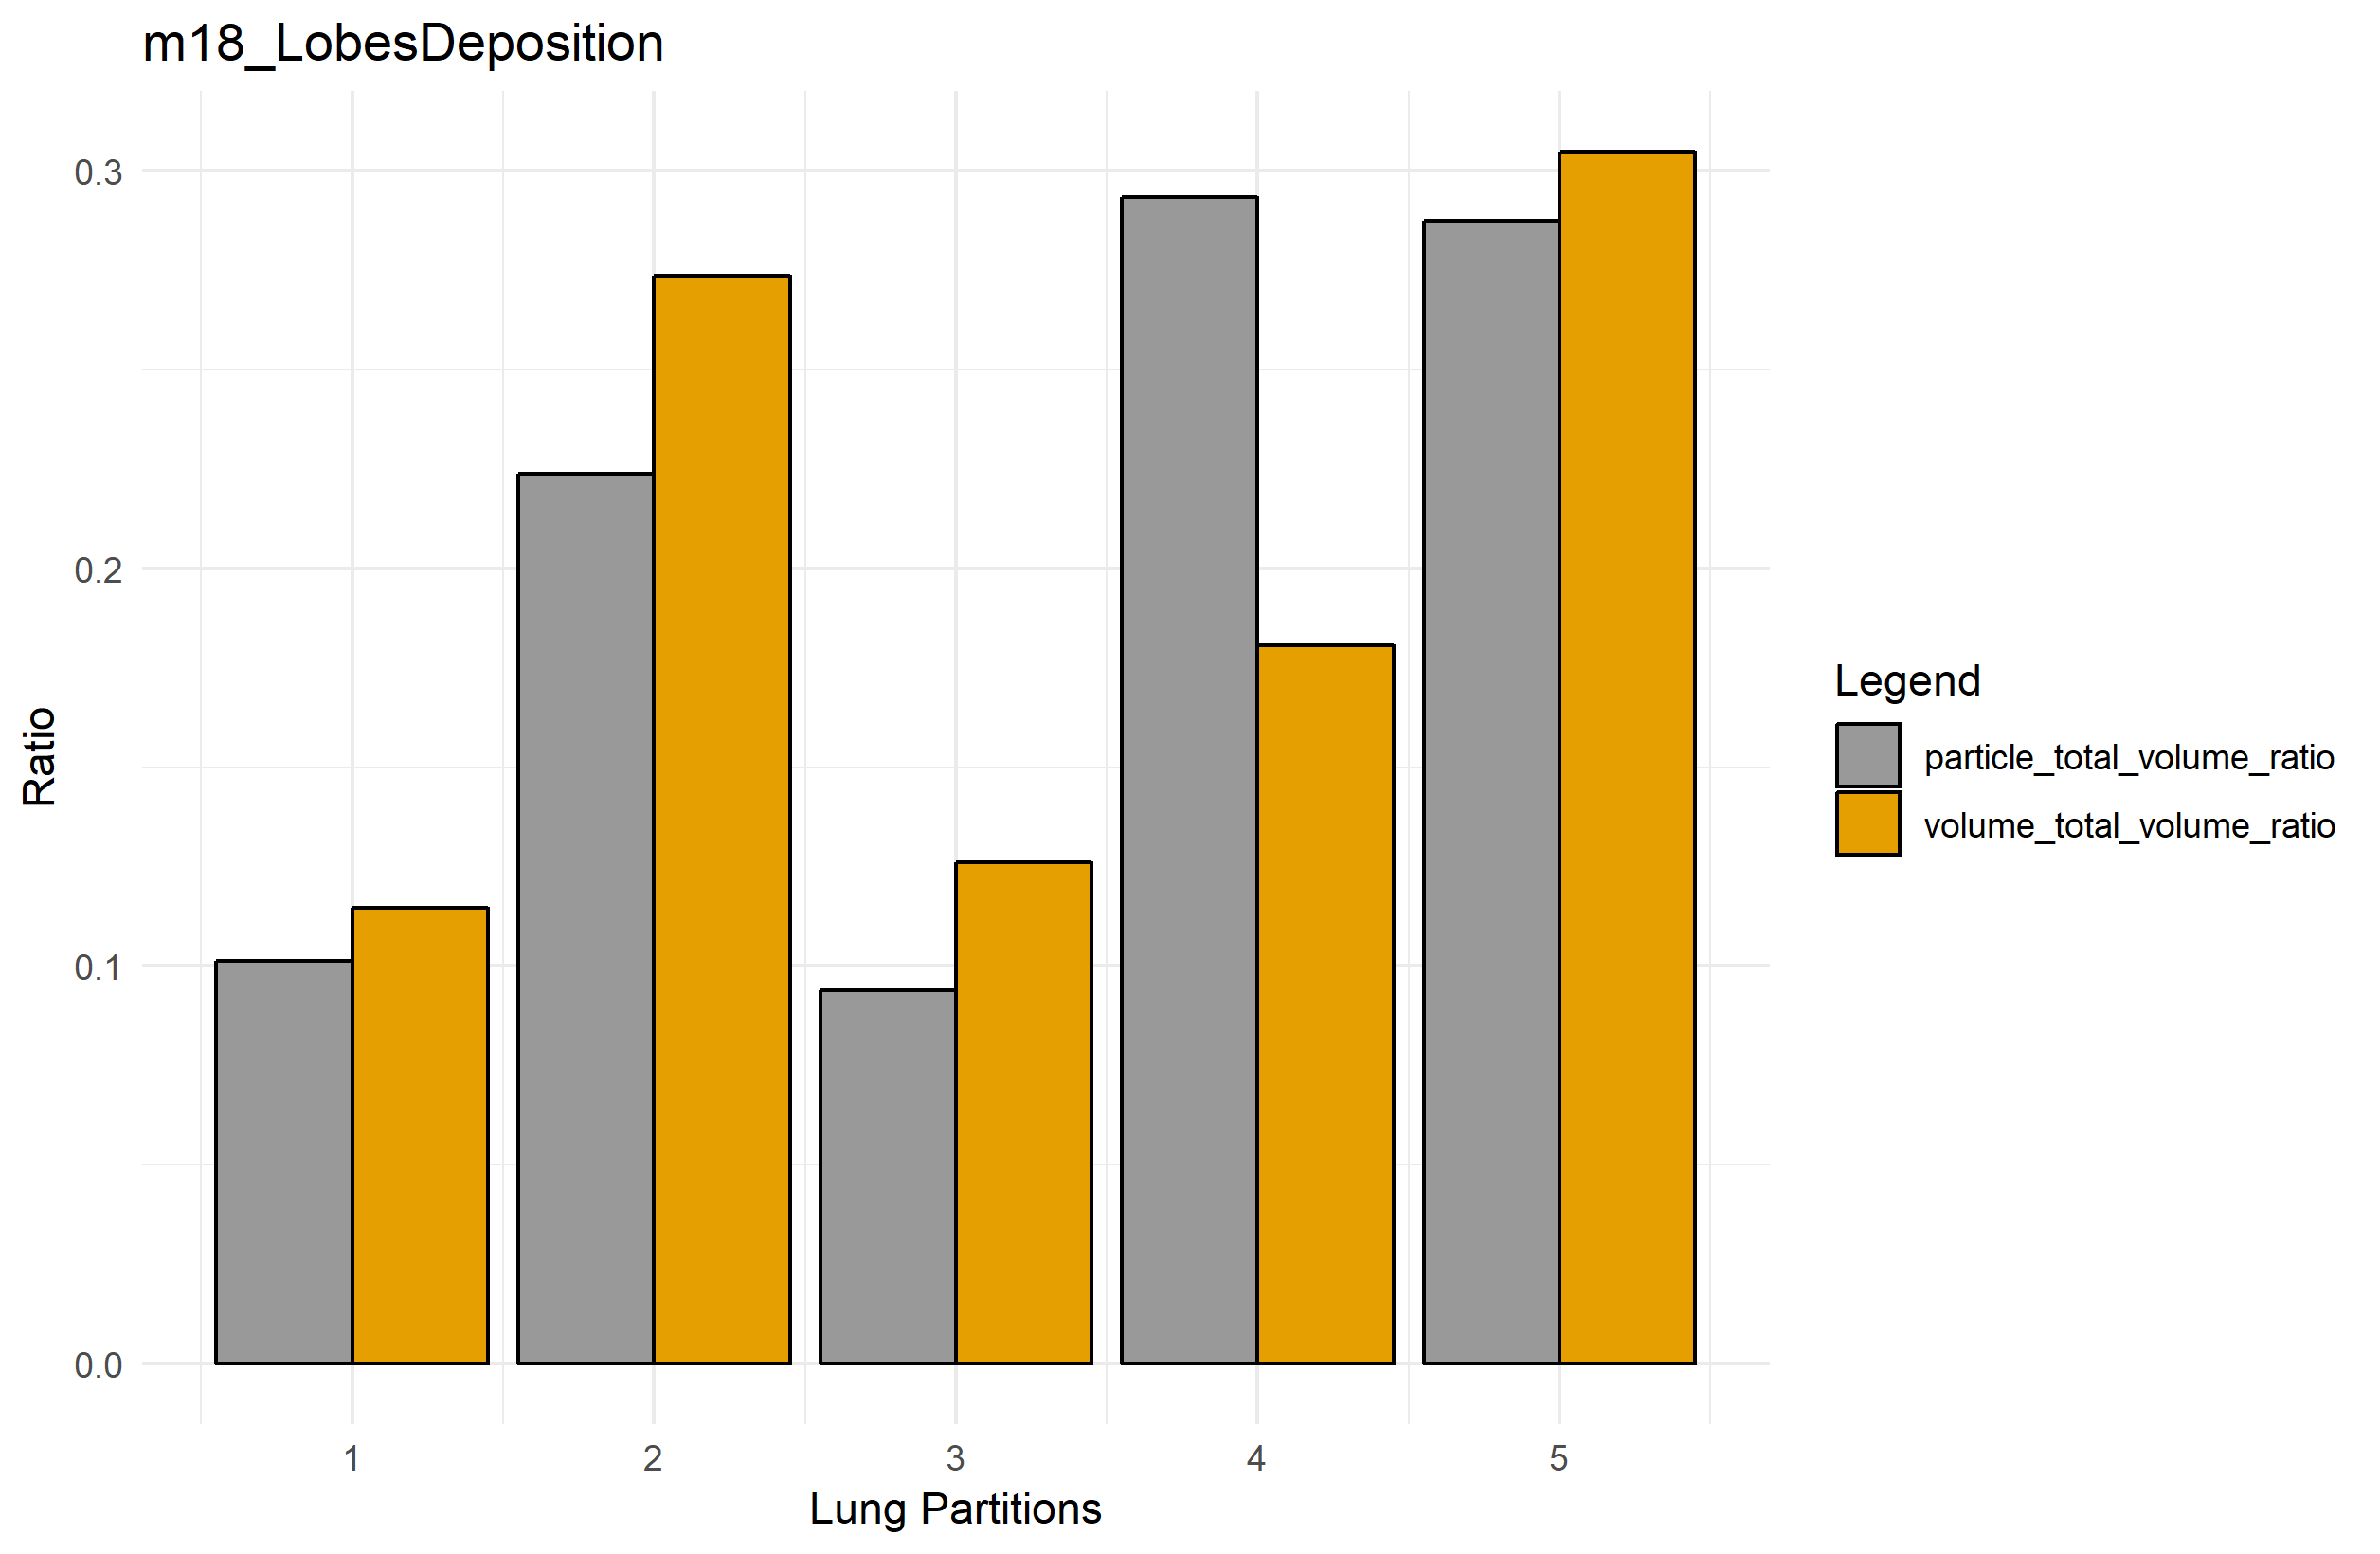 m18_LobesDeposition
0.3
0.2
0.1
0.0
Ratio
1 2 3 4 5
Lung Partitions
Legend
particle_total_volume_ratio
volume_total_volume_ratio